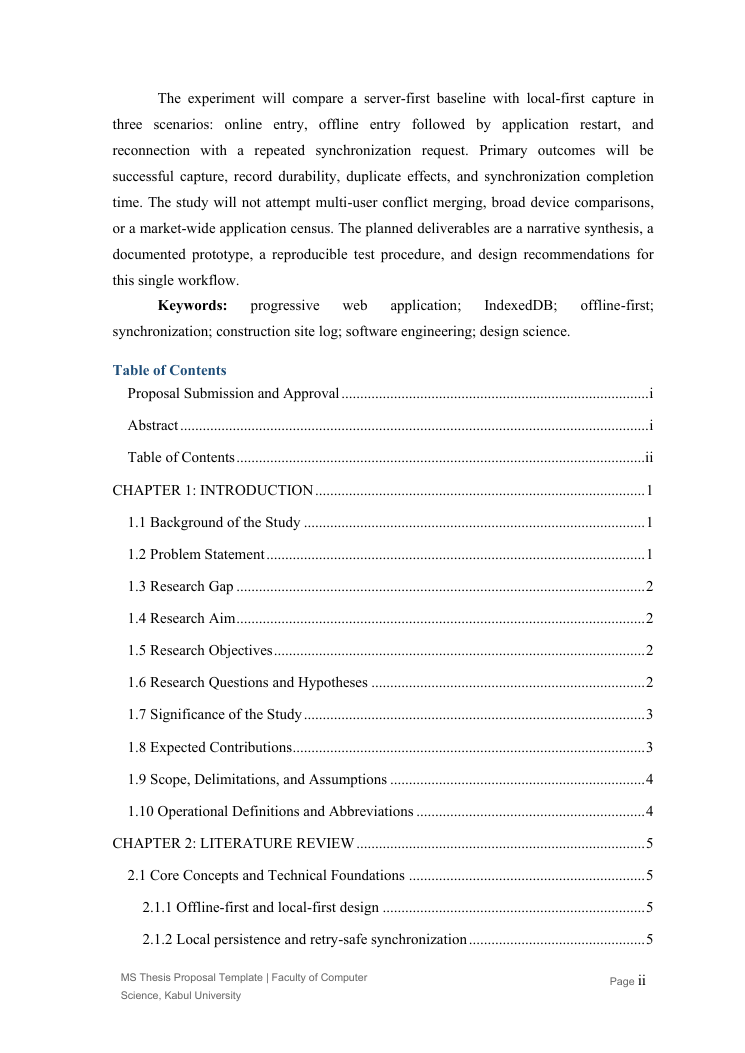 The experiment will compare a server-first baseline with local-first capture in
three scenarios: online entry, offline entry followed by application restart, and
reconnection with a repeated synchronization request. Primary outcomes will be
successful capture, record durability, duplicate effects, and synchronization completion
time. The study will not attempt multi-user conflict merging, broad device comparisons,
or a market-wide application census. The planned deliverables are a narrative synthesis, a
documented prototype, a reproducible test procedure, and design recommendations for
this single workflow.
Keywords: progressive web application; IndexedDB; offline-first;
synchronization; construction site log; software engineering; design science.
Table of Contents
Proposal Submission and Approval....................................................................................i
Abstract...............................................................................................................................i
Table of Contents...............................................................................................................ii
CHAPTER 1: INTRODUCTION.........................................................................................1
1.1 Background of the Study ............................................................................................1
1.2 Problem Statement......................................................................................................1
1.3 Research Gap ..............................................................................................................2
1.4 Research Aim..............................................................................................................2
1.5 Research Objectives....................................................................................................2
1.6 Research Questions and Hypotheses ..........................................................................2
1.7 Significance of the Study............................................................................................3
1.8 Expected Contributions...............................................................................................3
1.9 Scope, Delimitations, and Assumptions .....................................................................4
1.10 Operational Definitions and Abbreviations ..............................................................4
CHAPTER 2: LITERATURE REVIEW..............................................................................5
2.1 Core Concepts and Technical Foundations ................................................................5
2.1.1 Offline-first and local-first design .......................................................................5
2.1.2 Local persistence and retry-safe synchronization................................................5
MS Thesis Proposal Template | Faculty of Computer
Science, Kabul University
Page ii